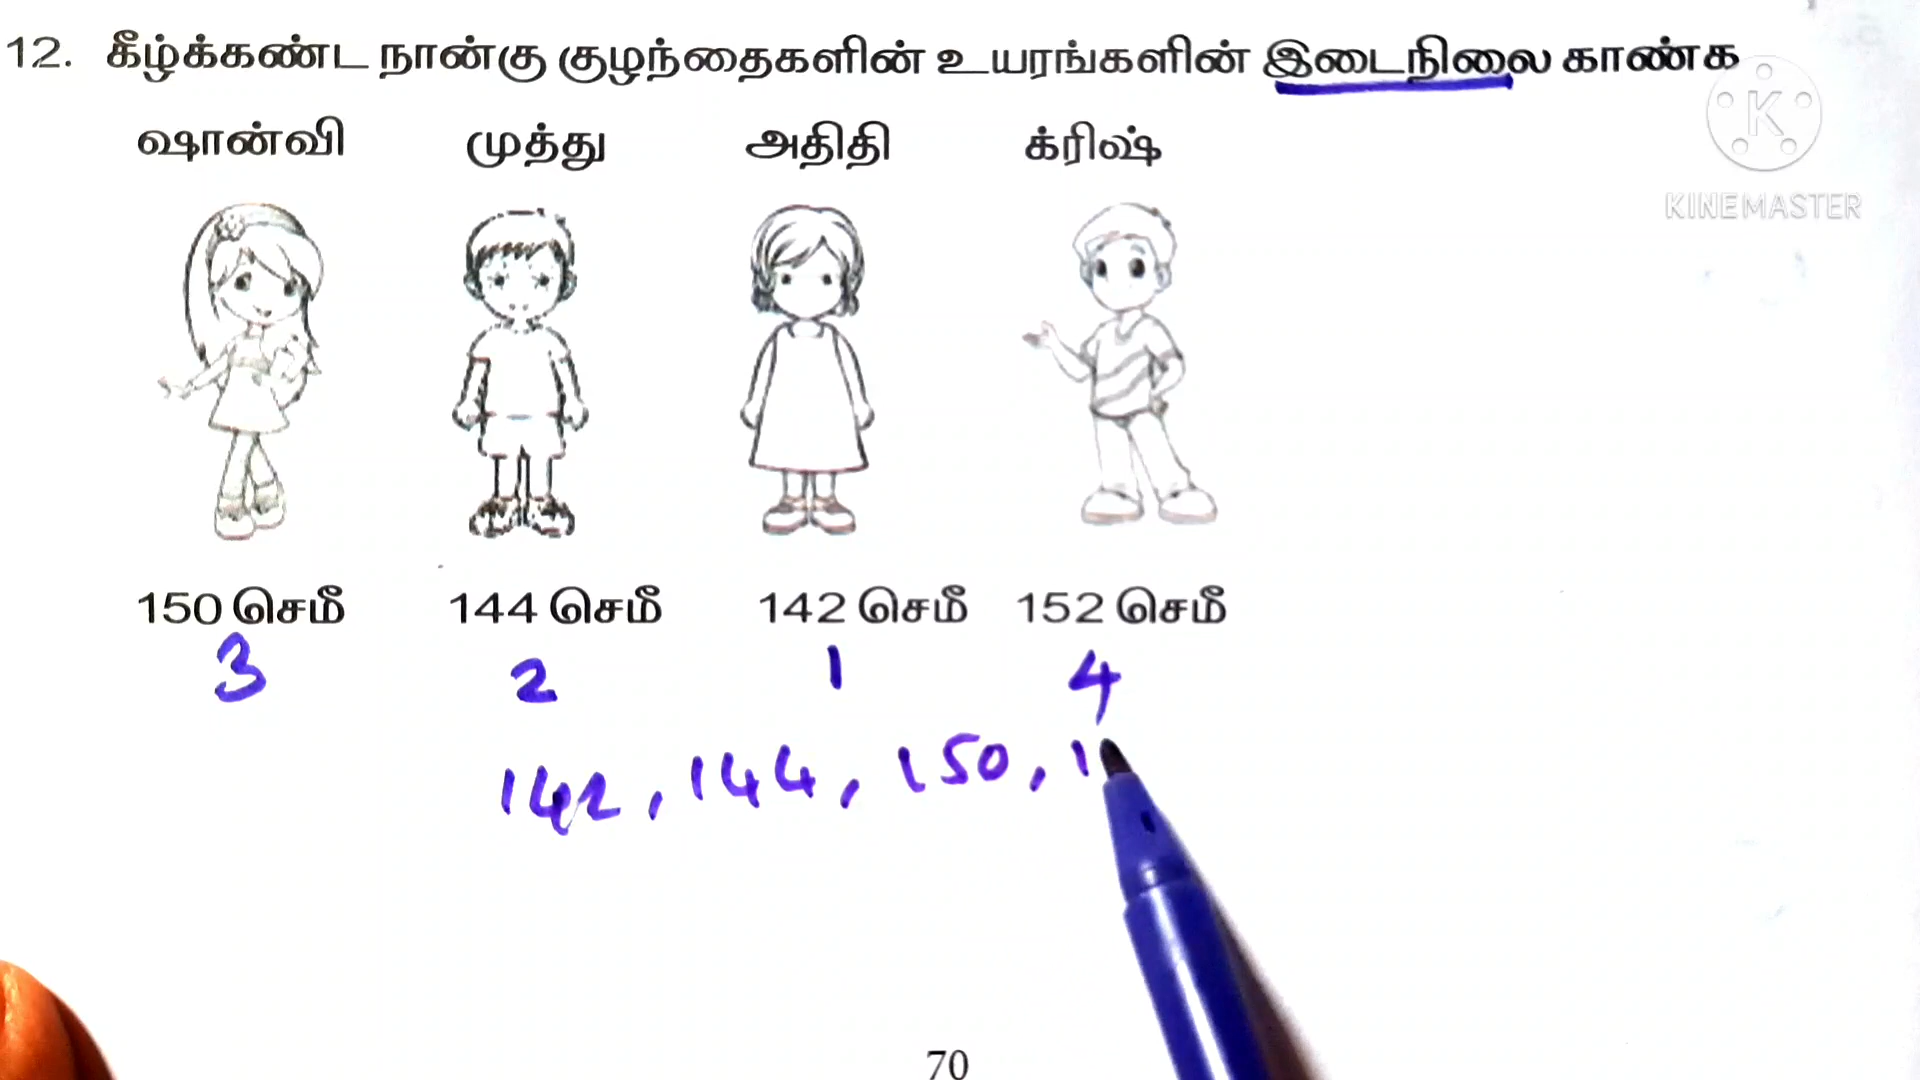 12. கீழ்க்கண்ட நான்கு குழந்தைகளின் உயரங்களின் இடைநிலை காண்க
ஷான்வி முத்து அதிதி க்ரிஷ்
K
KINEMASTER
150 செமீ 144 செமீ 142 செமீ 152 செமீ
3 2 1 4
142, 144, 150, 1
70